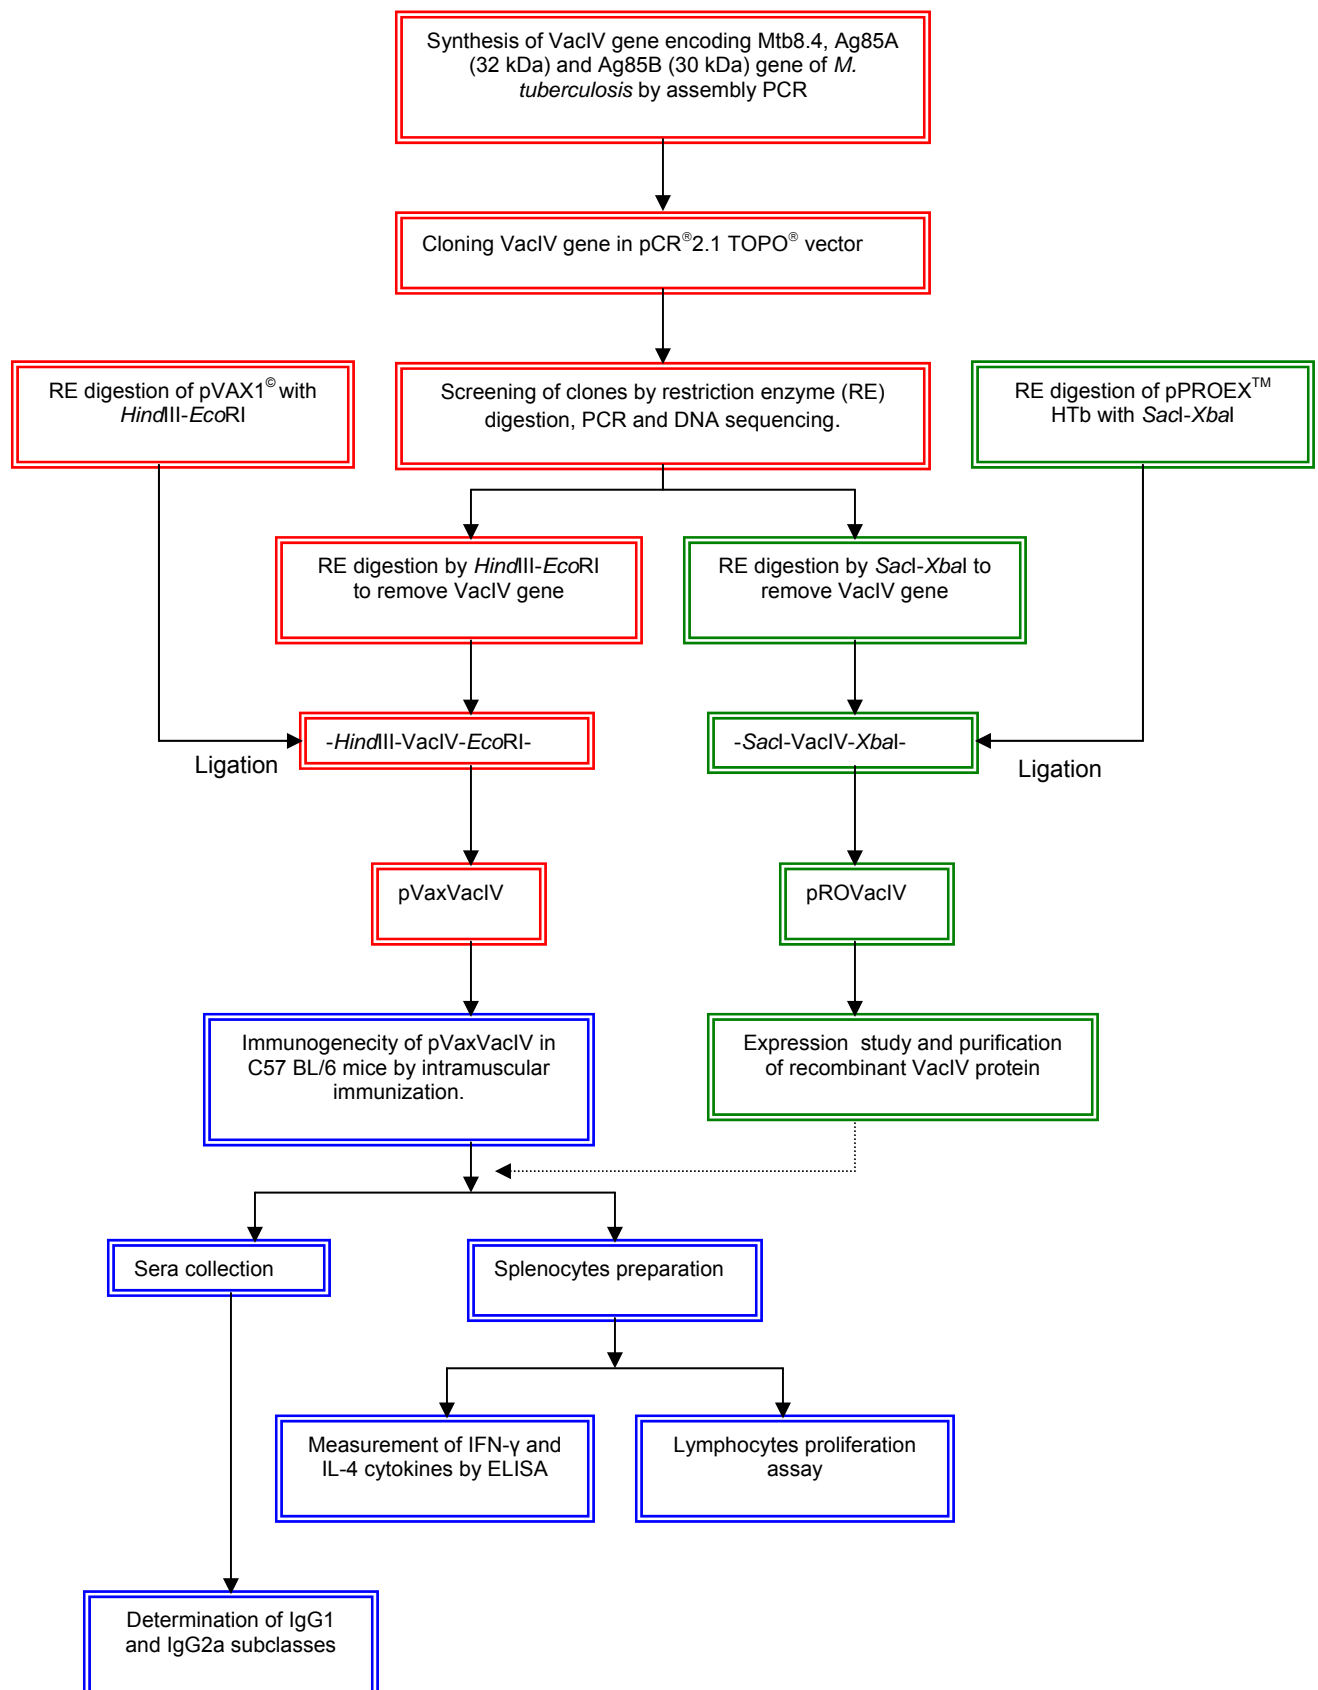 Synthesis of VacIV gene encoding Mtb8.4, Ag85A
(32 kDa) and Ag85B (30 kDa) gene of M.
tuberculosis by assembly PCR
Cloning VacIV gene in pCR®2.1 TOPO® vector
RE digestion of pVAX1© with
HindIII-EcoRI
Screening of clones by restriction enzyme (RE)
digestion, PCR and DNA sequencing.
RE digestion of pPROEX™
HTb with SacI-XbaI
RE digestion by HindIII-EcoRI
to remove VacIV gene
RE digestion by SacI-XbaI to
remove VacIV gene
-HindIII-VacIV-EcoRI-
-SacI-VacIV-XbaI-
Ligation
Ligation
pVaxVacIV
pROVacIV
Immunogenecity of pVaxVacIV in
C57 BL/6 mice by intramuscular
immunization.
Expression study and purification
of recombinant VacIV protein
Sera collection
Splenocytes preparation
Measurement of IFN-γ and
IL-4 cytokines by ELISA
Lymphocytes proliferation
assay
Determination of IgG1
and IgG2a subclasses